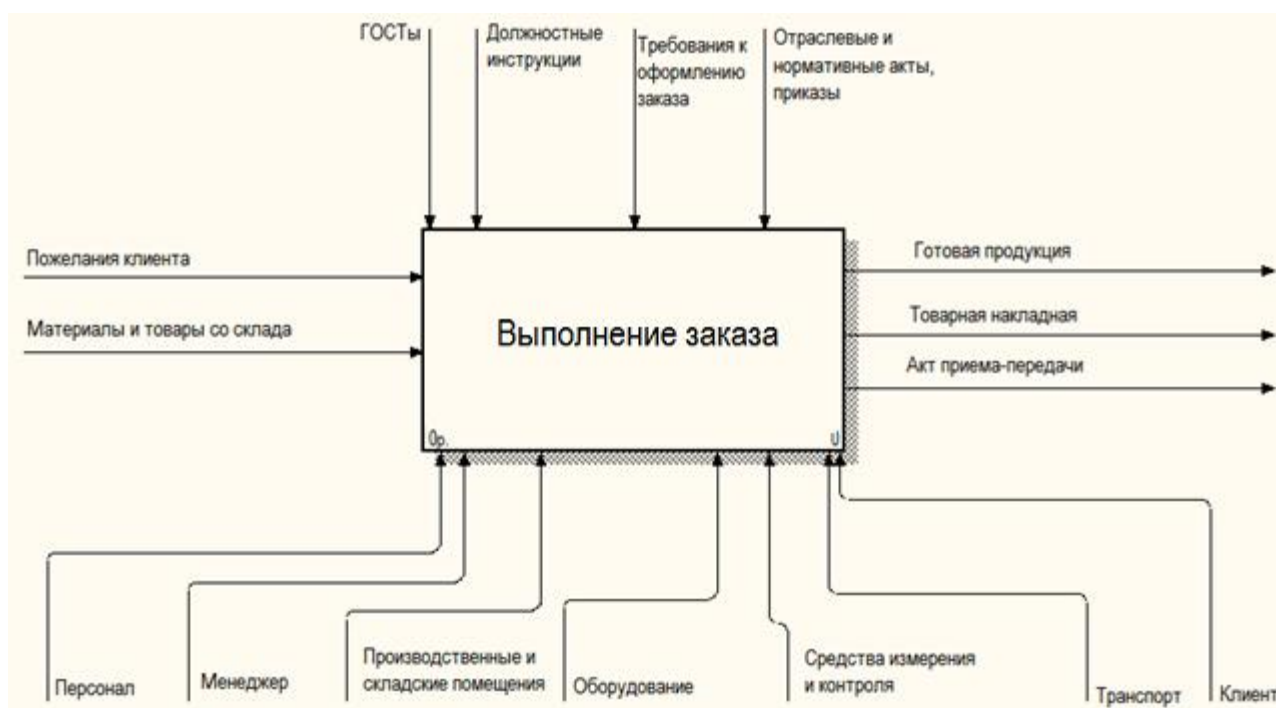 ГОСТы
Должностные
инструкции
Требования к
оформлению
заказа
Отраслевые и
нормативные акты,
приказы
Пожелания клиента
Материалы и товары со склада
Выполнение заказа
0р.
U
Готовая продукция
Товарная накладная
Акт приема-передачи
Персонал
Менеджер
Производственные и
складские помещения
Оборудование
Средства измерения
и контроля
Транспорт
Клиент